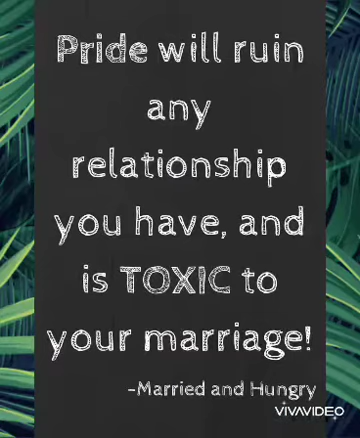 Pride will ruin
any
relationship
you have, and
is TOXIC to
your marriage!
-Married and Hungry
VIVAVIDEO